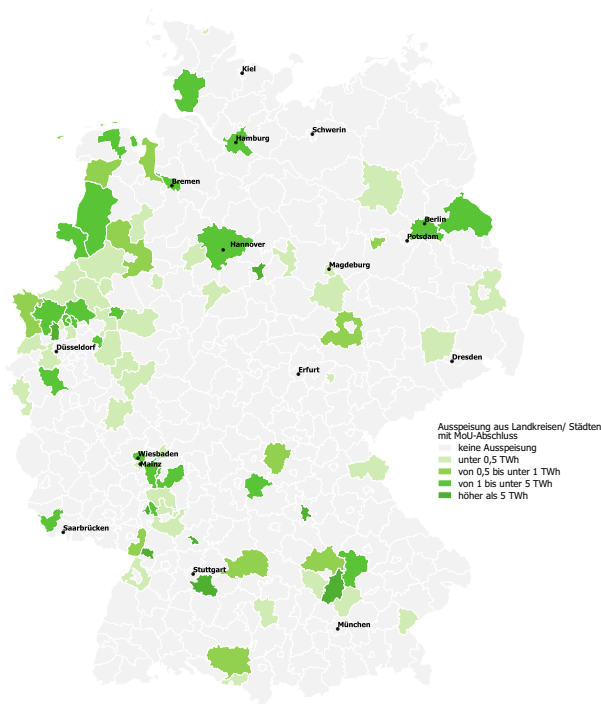 Kiel
Schwerin
Hamburg
Bremen
Berlin
Potsdam
Hannover
Magdeburg
Düsseldorf
Dresden
Erfurt
Ausspeisung aus Landkreisen/ Städten
mit MoU-Abschluss
keine Ausspeisung
unter 0,5 TWh
von 0,5 bis unter 1 TWh
von 1 bis unter 5 TWh
höher als 5 TWh
Wiesbaden
Mainz
Saarbrücken
Stuttgart
München